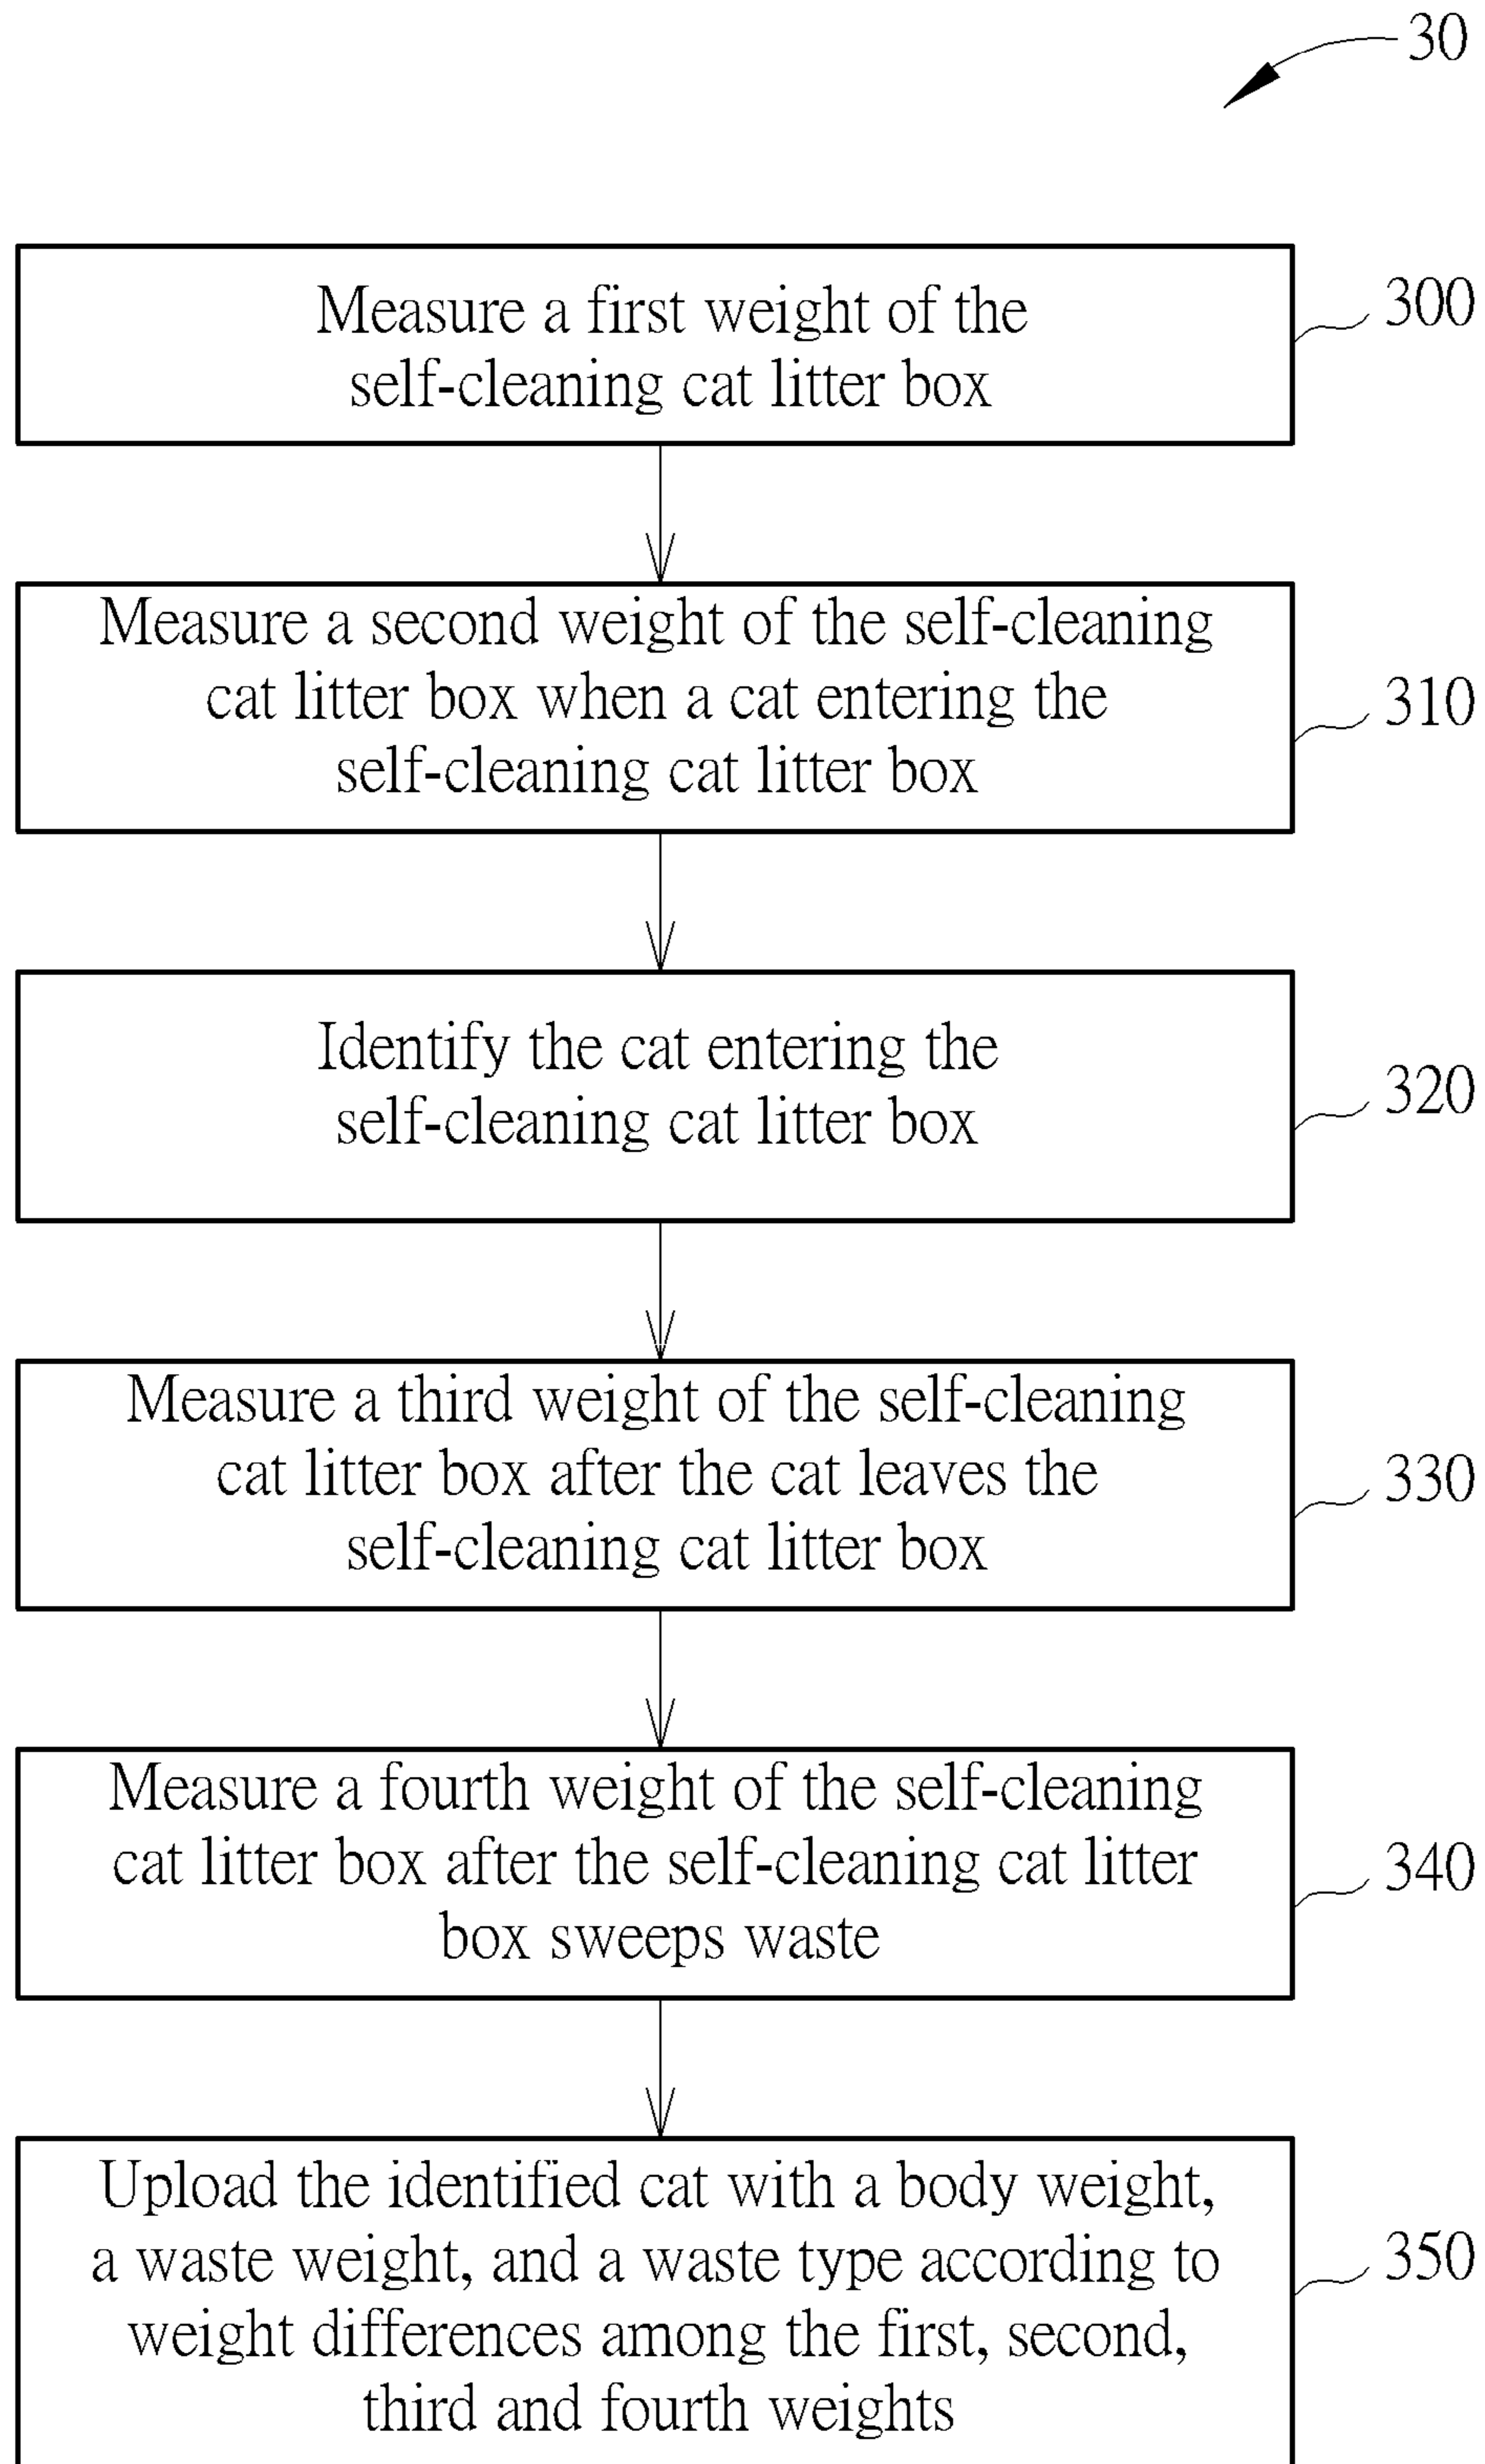 30
Measure a first weight of the
self-cleaning cat litter box
300
Measure a second weight of the self-cleaning
cat litter box when a cat entering the
self-cleaning cat litter box
310
Identify the cat entering the
self-cleaning cat litter box
320
Measure a third weight of the self-cleaning
cat litter box after the cat leaves the
self-cleaning cat litter box
330
Measure a fourth weight of the self-cleaning
cat litter box after the self-cleaning cat litter
box sweeps waste
340
Upload the identified cat with a body weight,
a waste weight, and a waste type according to
weight differences among the first, second,
third and fourth weights
350